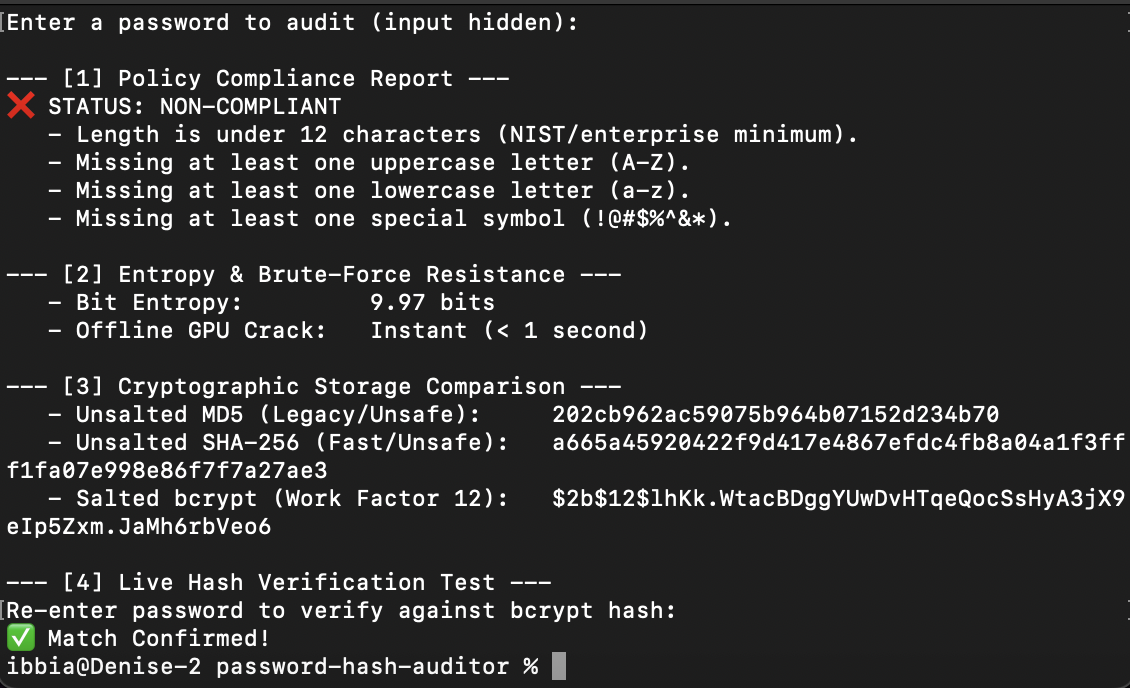 [Enter a password to audit (input hidden):
--- [1] Policy Compliance Report ---
❌ STATUS: NON-COMPLIANT
- Length is under 12 characters (NIST/enterprise minimum).
- Missing at least one uppercase letter (A-Z).
- Missing at least one lowercase letter (a-z).
- Missing at least one special symbol (!@#$%^&*).
--- [2] Entropy & Brute-Force Resistance ---
- Bit Entropy: 9.97 bits
- Offline GPU Crack: Instant (< 1 second)
--- [3] Cryptographic Storage Comparison ---
- Unsalted MD5 (Legacy/Unsafe): 202cb962ac59075b964b07152d234b70
- Unsalted SHA-256 (Fast/Unsafe): a665a45920422f9d417e4867efdc4fb8a04a1f3ff
f1fa07e998e86f7f7a27ae3
- Salted bcrypt (Work Factor 12): $2b$12$lhKk.WtacBDggYUwDvHTqeQocSsHyA3jX9
eIp5Zxm.JaMh6rbVeo6
--- [4] Live Hash Verification Test ---
[Re-enter password to verify against bcrypt hash:
✅ Match Confirmed!
ibbia@Denise-2 password-hash-auditor %